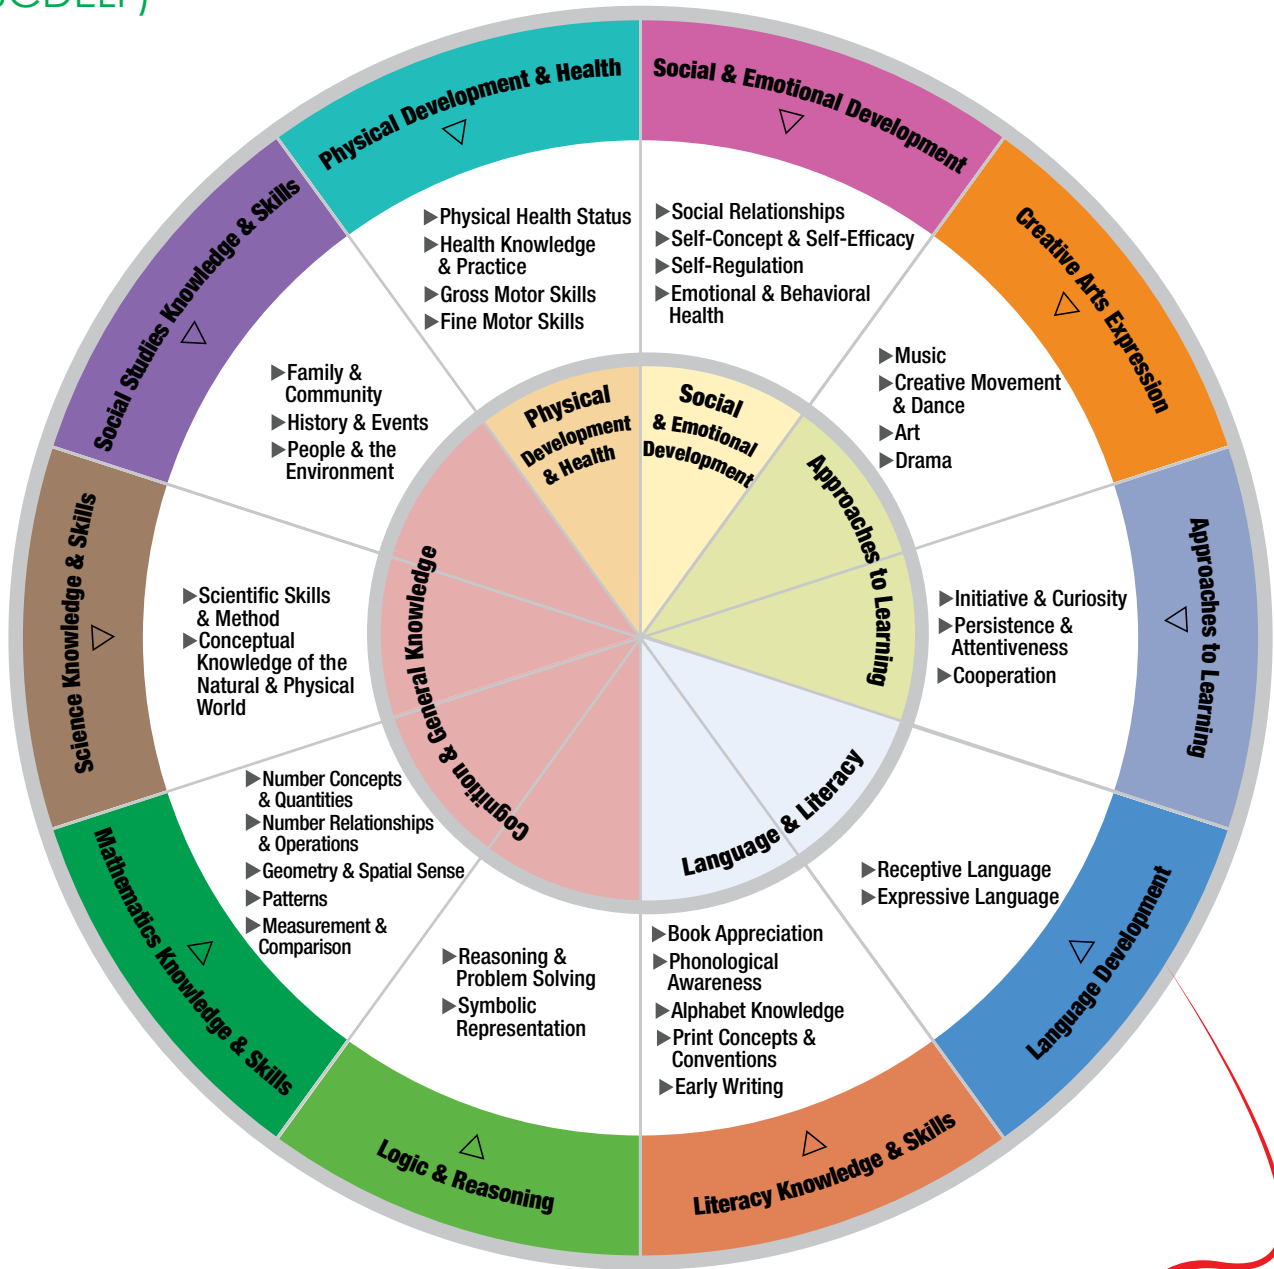 Physical Development & Health
Social & Emotional Development
Creative Arts Expression
Approaches to Learning
Language Development
Literacy Knowledge & Skills
Logic & Reasoning
Mathematics Knowledge & Skills
Science Knowledge & Skills
Social Studies Knowledge & Skills
▶Physical Health Status
▶Health Knowledge
& Practice
▶Gross Motor Skills
▶Fine Motor Skills
▶Social Relationships
▶Self-Concept & Self-Efficacy
▶Self-Regulation
▶Emotional & Behavioral
Health
▶Music
▶Creative Movement
& Dance
▶Art
▶Drama
▶Initiative & Curiosity
▶Persistence &
Attentiveness
▶Cooperation
▶Receptive Language
▶Expressive Language
▶Book Appreciation
▶Phonological
Awareness
▶Alphabet Knowledge
▶Print Concepts &
Conventions
▶Early Writing
▶Reasoning &
Problem Solving
▶Symbolic
Representation
▶Number Concepts
& Quantities
▶Number Relationships
& Operations
▶Geometry & Spatial Sense
▶Patterns
▶Measurement &
Comparison
▶Scientific Skills
& Method
▶Conceptual
Knowledge of the
Natural & Physical
World
▶Family &
Community
▶History & Events
▶People & the
Environment
Physical
Development
& Health
Social
& Emotional
Development
Approaches to Learning
Language & Literacy
Cognition & General Knowledge